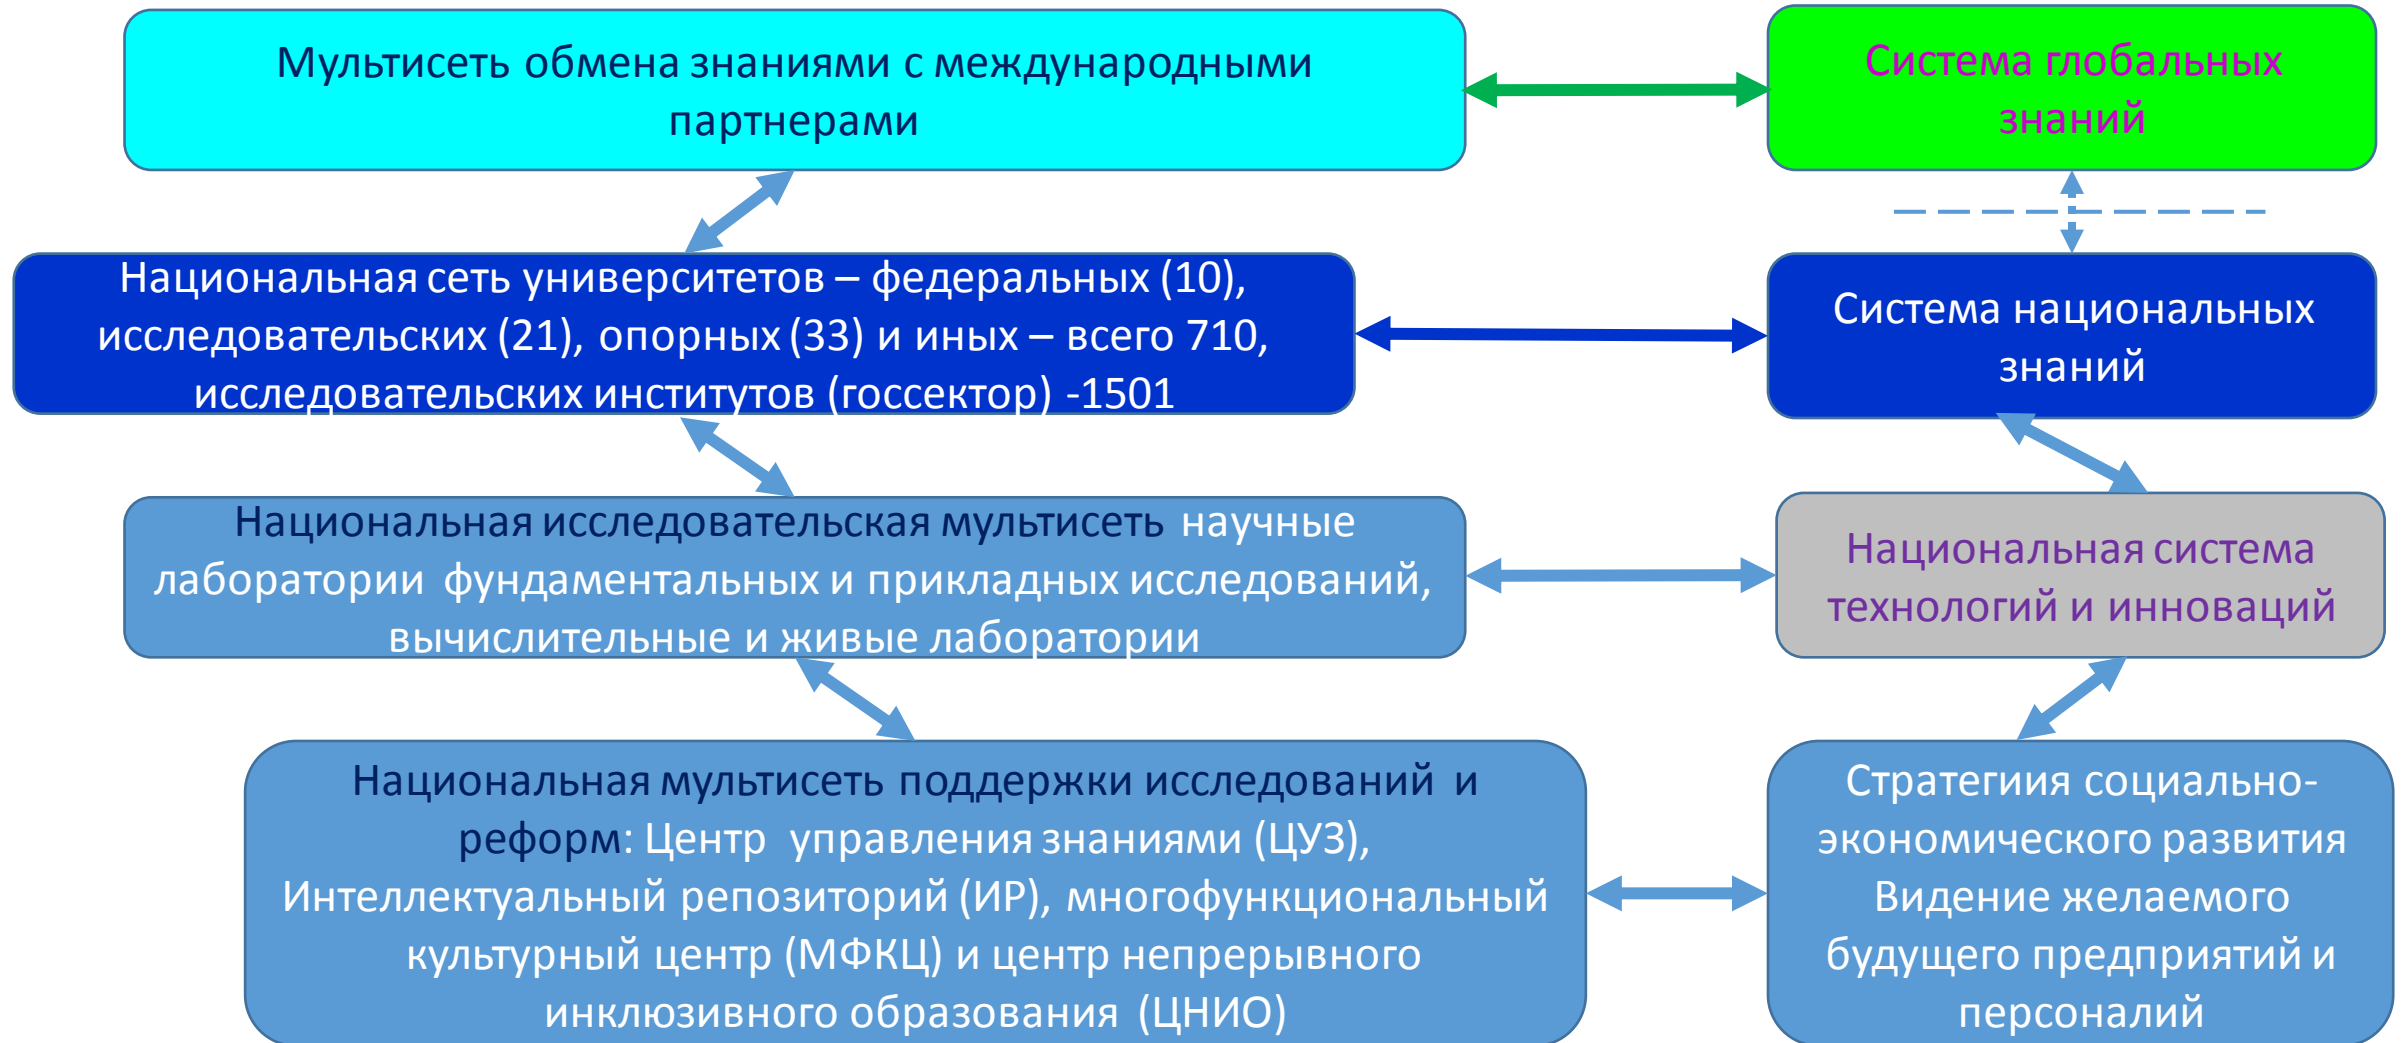 Мультисеть обмена знаниями с международными
партнерами
Система глобальных
знаний
Национальная сеть университетов – федеральных (10),
исследовательских (21), опорных (33) и иных – всего 710,
исследовательских институтов (госсектор) -1501
Система национальных
знаний
Национальная исследовательская мультисеть научные
лаборатории фундаментальных и прикладных исследований,
вычислительные и живые лаборатории
Национальная система
технологий и инноваций
Национальная мультисеть поддержки исследований и
реформ: Центр управления знаниями (ЦУЗ),
Интеллектуальный репозиторий (ИР), многофункциональный
культурный центр (МФКЦ) и центр непрерывного
инклюзивного образования (ЦНИО)
Стратегиия социально-
экономического развития
Видение желаемого
будущего предприятий и
персоналий